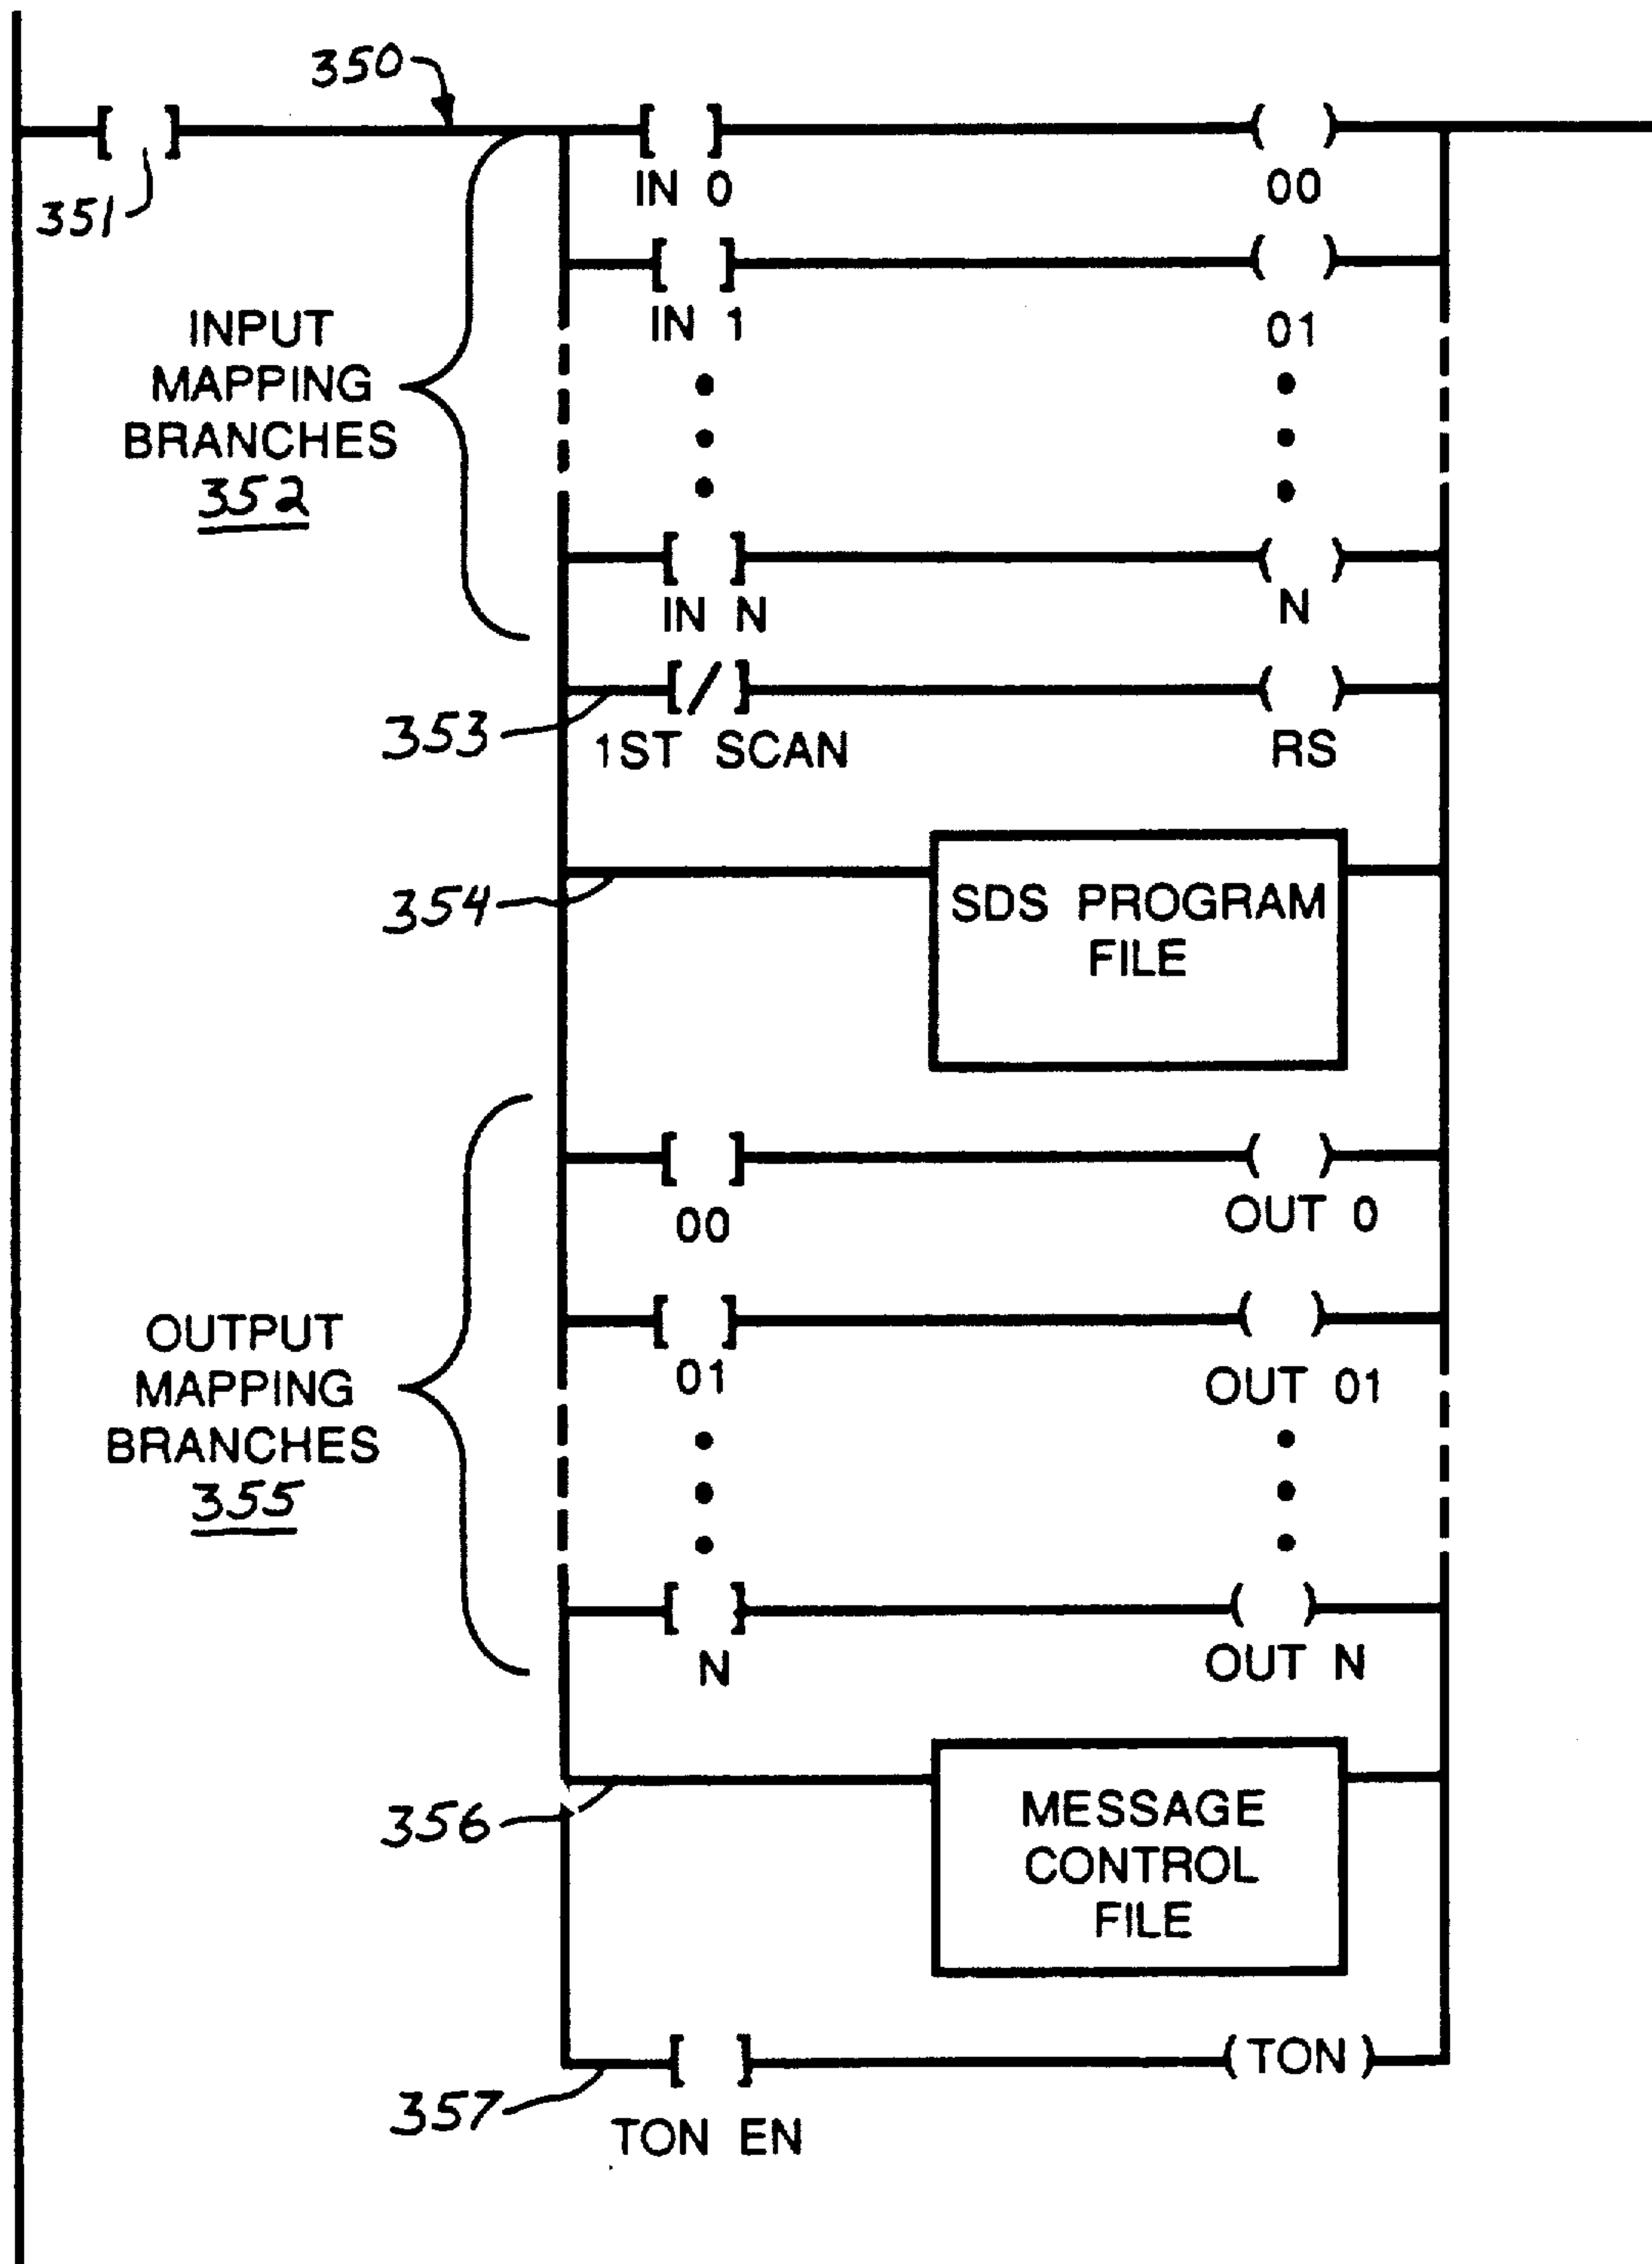 350
351
IN 0
00
IN 1
01
INPUT
MAPPING
BRANCHES
352
IN N
N
353
1ST SCAN
RS
354
SDS PROGRAM
FILE
00
OUT 0
OUTPUT
MAPPING
BRANCHES
355
01
OUT 01
N
OUT N
356
MESSAGE
CONTROL
FILE
(TON)
357
TON EN